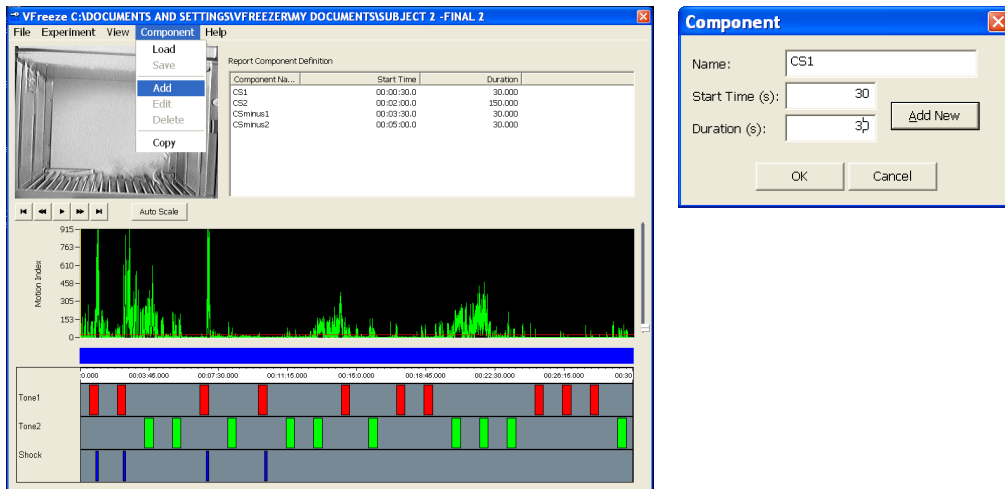 VFreeze C:\DOCUMENTS AND SETTINGS\VFREEZER\MY DOCUMENTS\SUBJECT 2 -FINAL 2
File Experiment View Component Help
Load
Save
Add
Edit
Delete
Copy
Report Component Definition
Component Na... Start Time Duration
CS1 00:00:30.0 30.000
CS2 00:02:00.0 150.000
CSminus1 00:03:30.0 30.000
CSminus2 00:05:00.0 30.000
Auto Scale
Motion Index
915
763
610
458
305
153
0
0.000 00:03:45.000 00:07:30.000 00:11:15.000 00:15:0.000 00:18:45.000 00:22:30.000 00:26:15.000 00:30
Tone1
Tone2
Shock
Component
Name: CS1
Start Time (s): 30
Duration (s): 30
Add New
OK Cancel